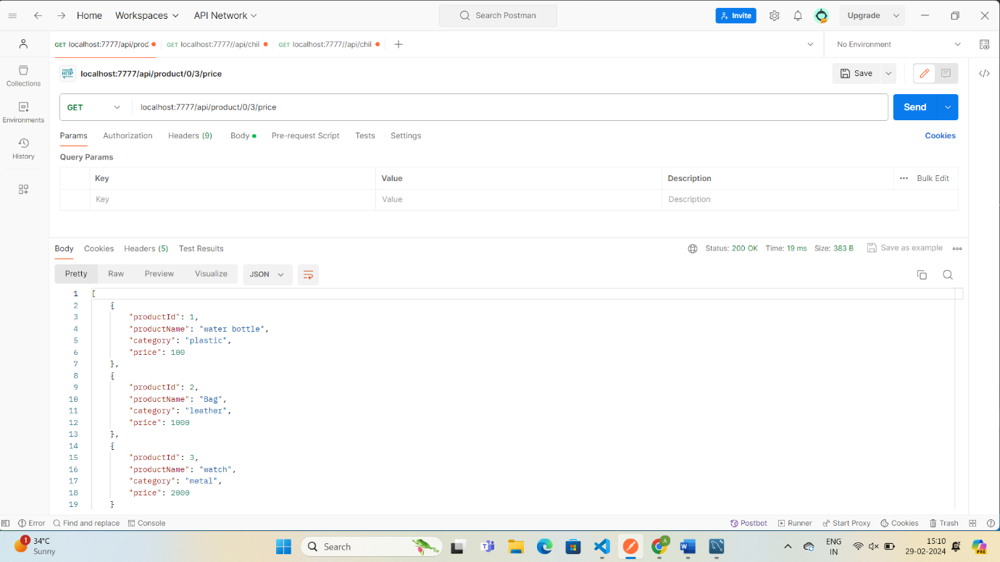 Home Workspaces API Network Search Postman Invite Upgrade
GET localhost:7777/api/prod GET localhost:7777//api/chil GET localhost:7777//api/chil No Environment
HTTP localhost:7777/api/product/0/3/price Save
Collections
GET localhost:7777/api/product/0/3/price Send
Environments
Params Authorization Headers (9) Body Pre-request Script Tests Settings Cookies
History
Query Params
Key Value Description Bulk Edit
Key Value Description
Body Cookies Headers (5) Test Results Status: 200 OK Time: 19 ms Size: 383 B Save as example
Pretty Raw Preview Visualize JSON
1 [
2 {
3 "productId": 1,
4 "productName": "water bottle",
5 "category": "plastic",
6 "price": 100
7 },
8 {
9 "productId": 2,
10 "productName": "Bag",
11 "category": "leather",
12 "price": 1000
13 },
14 {
15 "productId": 3,
16 "productName": "watch",
17 "category": "metal",
18 "price": 2000
19 }
Error Find and replace Console Postbot Runner Start Proxy Cookies Trash
1 34°C
Sunny
Search
A
W
ENG
IN
15:10
29-02-2024
PRE